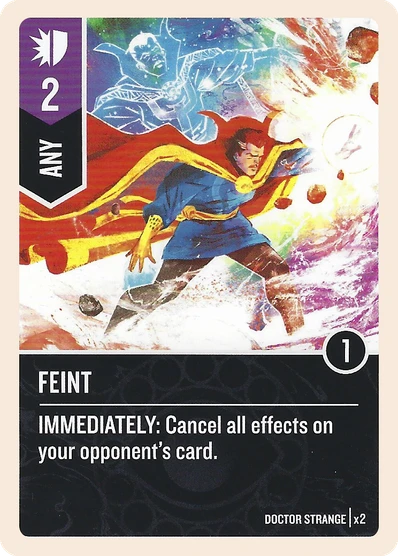 2
ANY
1
FEINT
IMMEDIATELY: Cancel all effects on
your opponent's card.
DOCTOR STRANGE | x2